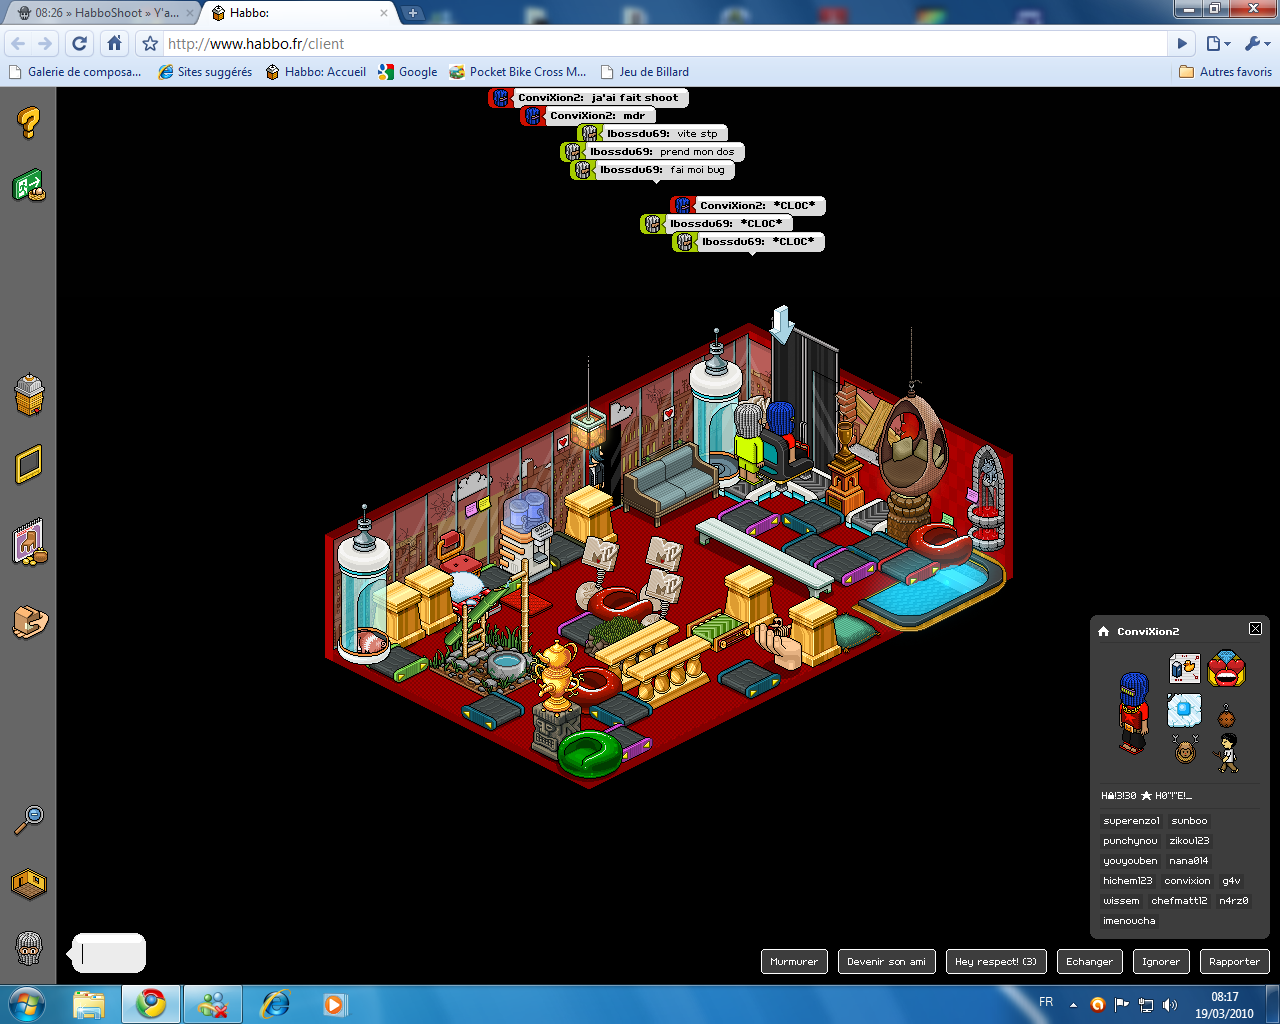 08:26 » HabboShoot » Y'a...
Habbo:
http://www.habbo.fr/client
Galerie de composa...
Sites suggérés
Habbo: Accueil
Google
Pocket Bike Cross M...
Jeu de Billard
Autres favoris
ConviXion2: ja'ai fait shoot
ConviXion2: mdr
lbossdu69: vite stp
lbossdu69: prend mon dos
lbossdu69: fai moi bug
ConviXion2: *CLOC*
lbossdu69: *CLOC*
lbossdu69: *CLOC*
MTV
MTV
MTV
ConviXion2
superenzo1 sunboo
punchynou zikou123
youyouben nana014
hichem123 convixion g4v
wissem chefmatt12 n4rz0
imenoucha
Murmurer
Devenir son ami
Hey respect! (3)
Echanger
Ignorer
Rapporter
FR
08:17
19/03/2010